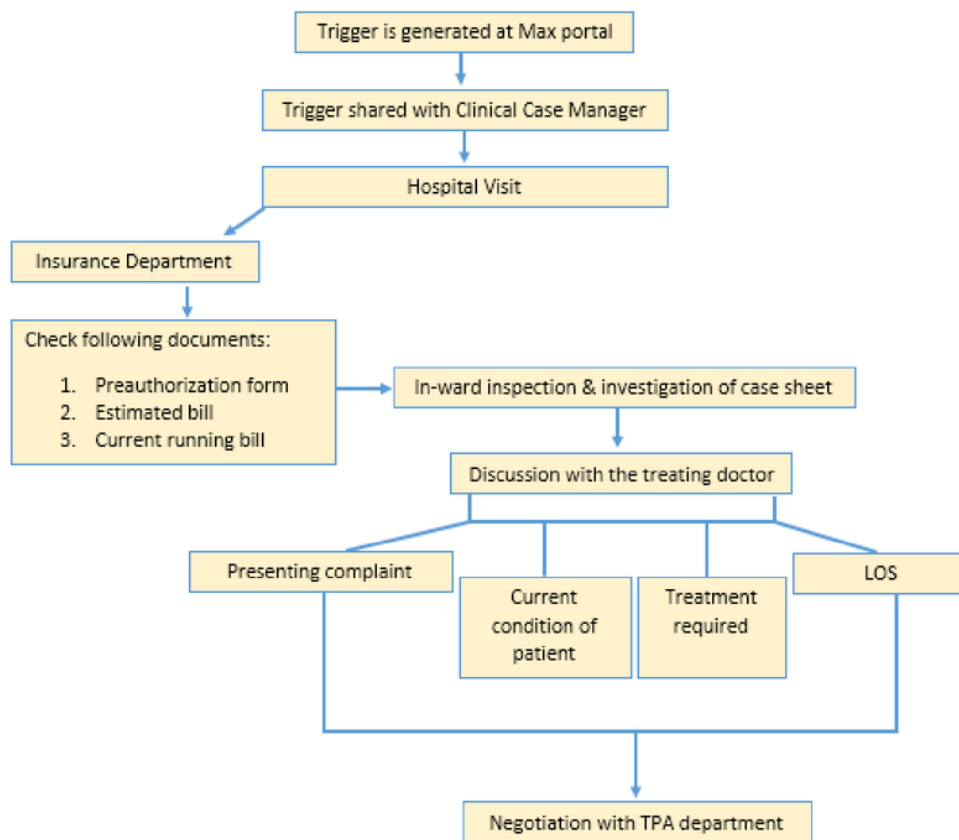 Trigger is generated at Max portal
Trigger shared with Clinical Case Manager
Hospital Visit
Insurance Department
Check following documents:
1. Preauthorization form
2. Estimated bill
3. Current running bill
In-ward inspection & investigation of case sheet
Discussion with the treating doctor
Presenting complaint
Current
condition of
patient
Treatment
required
LOS
Negotiation with TPA department